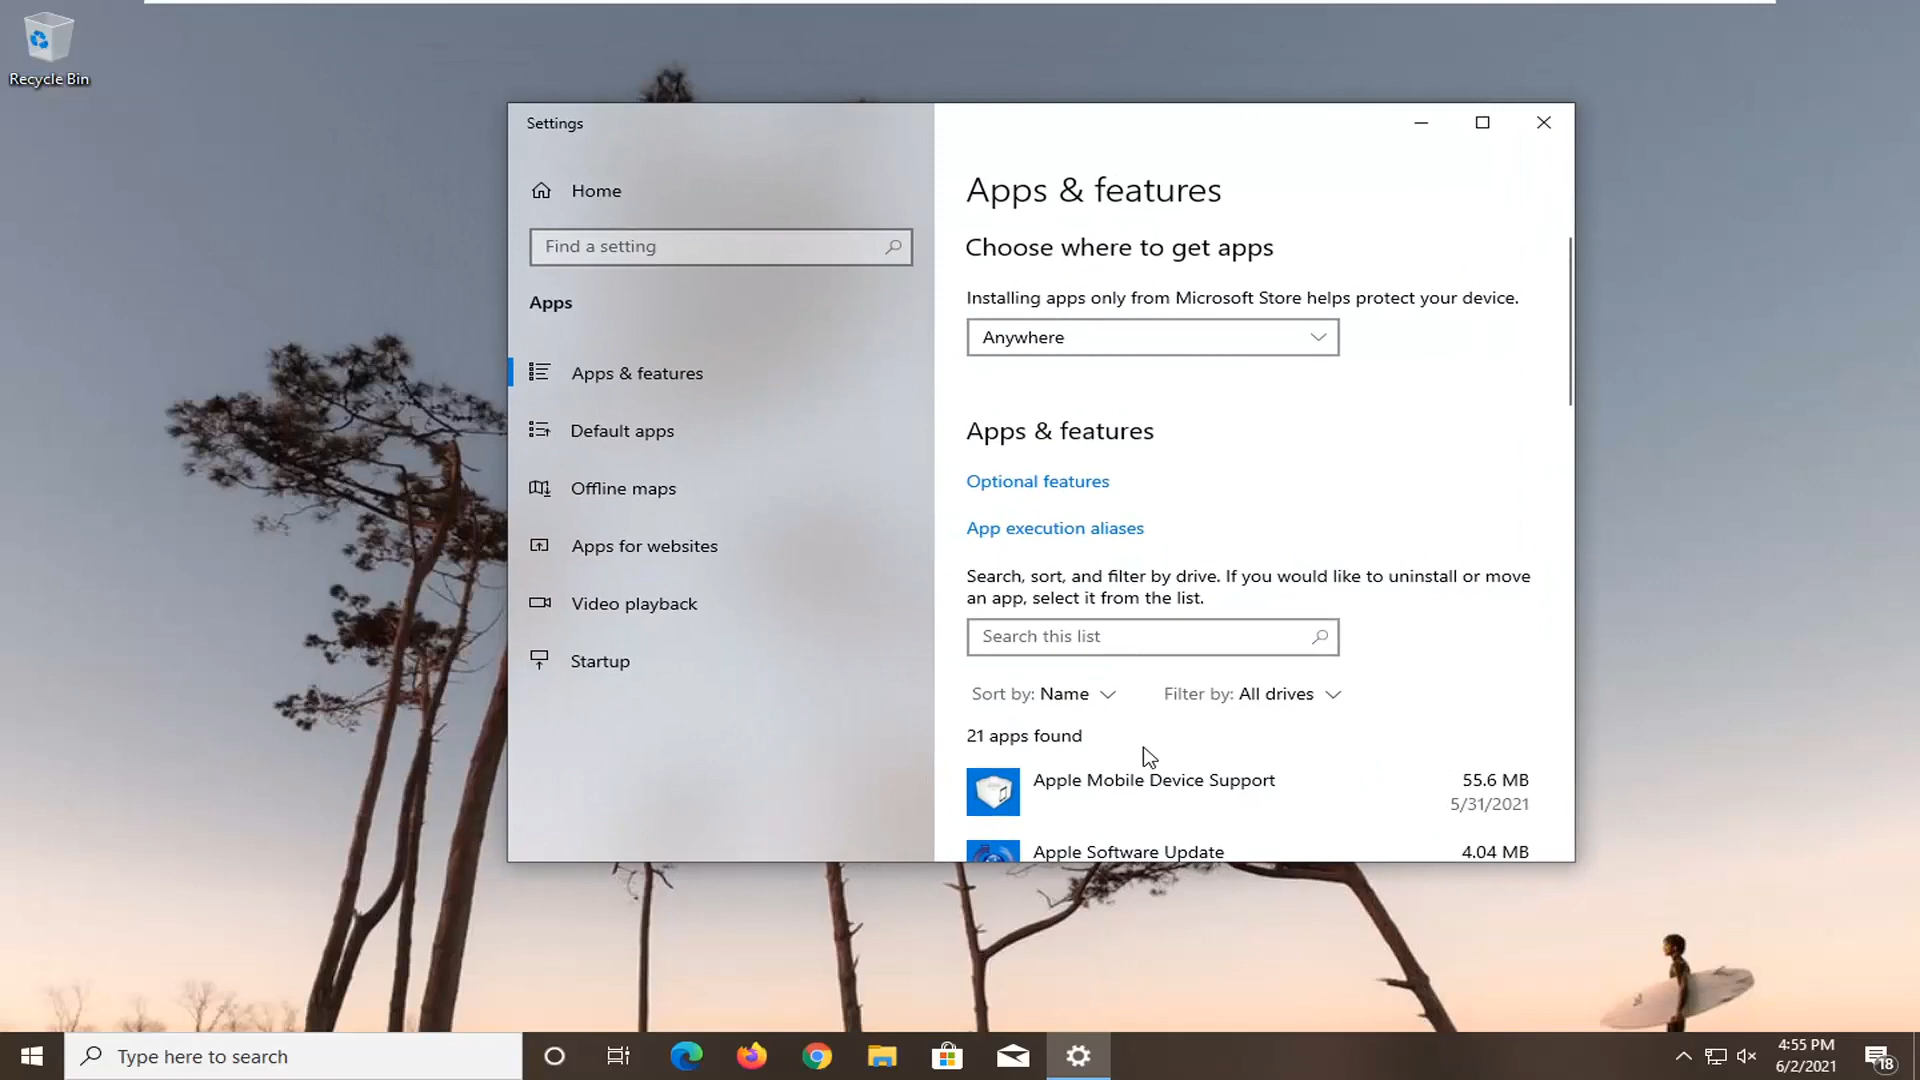 Recycle Bin
Settings
Home
Find a setting
Apps
Apps & features
Default apps
Offline maps
Apps for websites
Video playback
Startup
Apps & features
Choose where to get apps
Installing apps only from Microsoft Store helps protect your device.
Anywhere
Apps & features
Optional features
App execution aliases
Search, sort, and filter by drive. If you would like to uninstall or move
an app, select it from the list.
Search this list
Sort by: Name Filter by: All drives
21 apps found
Apple Mobile Device Support 55.6 MB
5/31/2021
Apple Software Update 4.04 MB
Type here to search
4:55 PM
6/2/2021
18